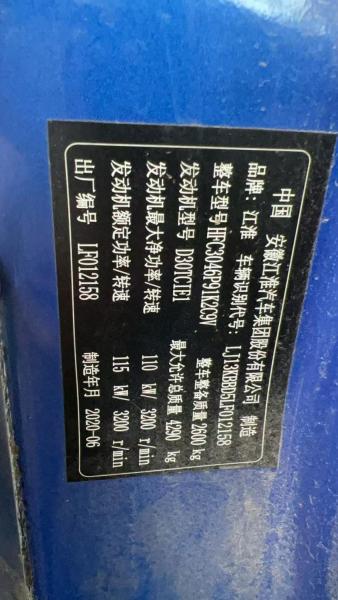 中国 安徽江淮汽车集团股份有限公司 制造
品牌：江淮 车辆识别代号：LJ13KDBD5LF012158
整车型号 HFC3046P91K2C9V 整车整备质量 2600 kg
发动机型号 D30TC1E1 最大允许总质量 4290 kg
发动机最大净功率/转速 110 kW/ 3200 r/min
发动机额定功率/转速 115 kW/ 3200 r/min
出厂编号 LF012158 制造年月 2020-06